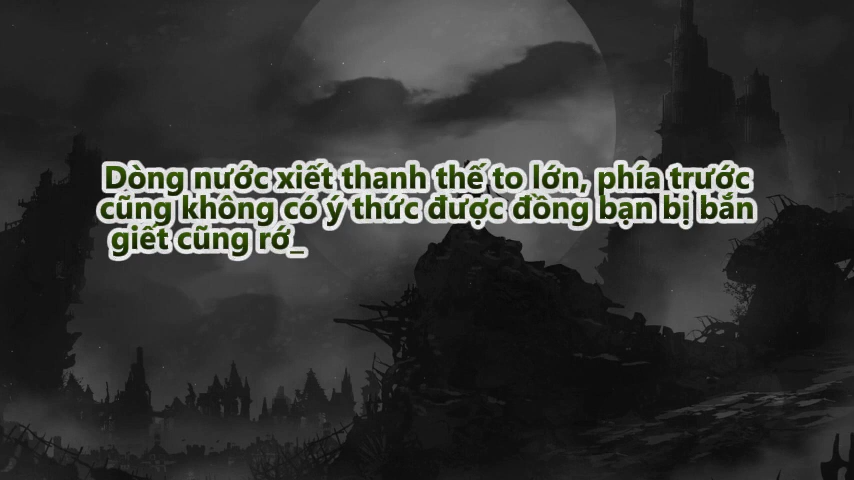 Dòng nước xiết thanh thế to lớn, phía trước
cũng không có ý thức được đồng bạn bị bắn
giết cũng rớ_